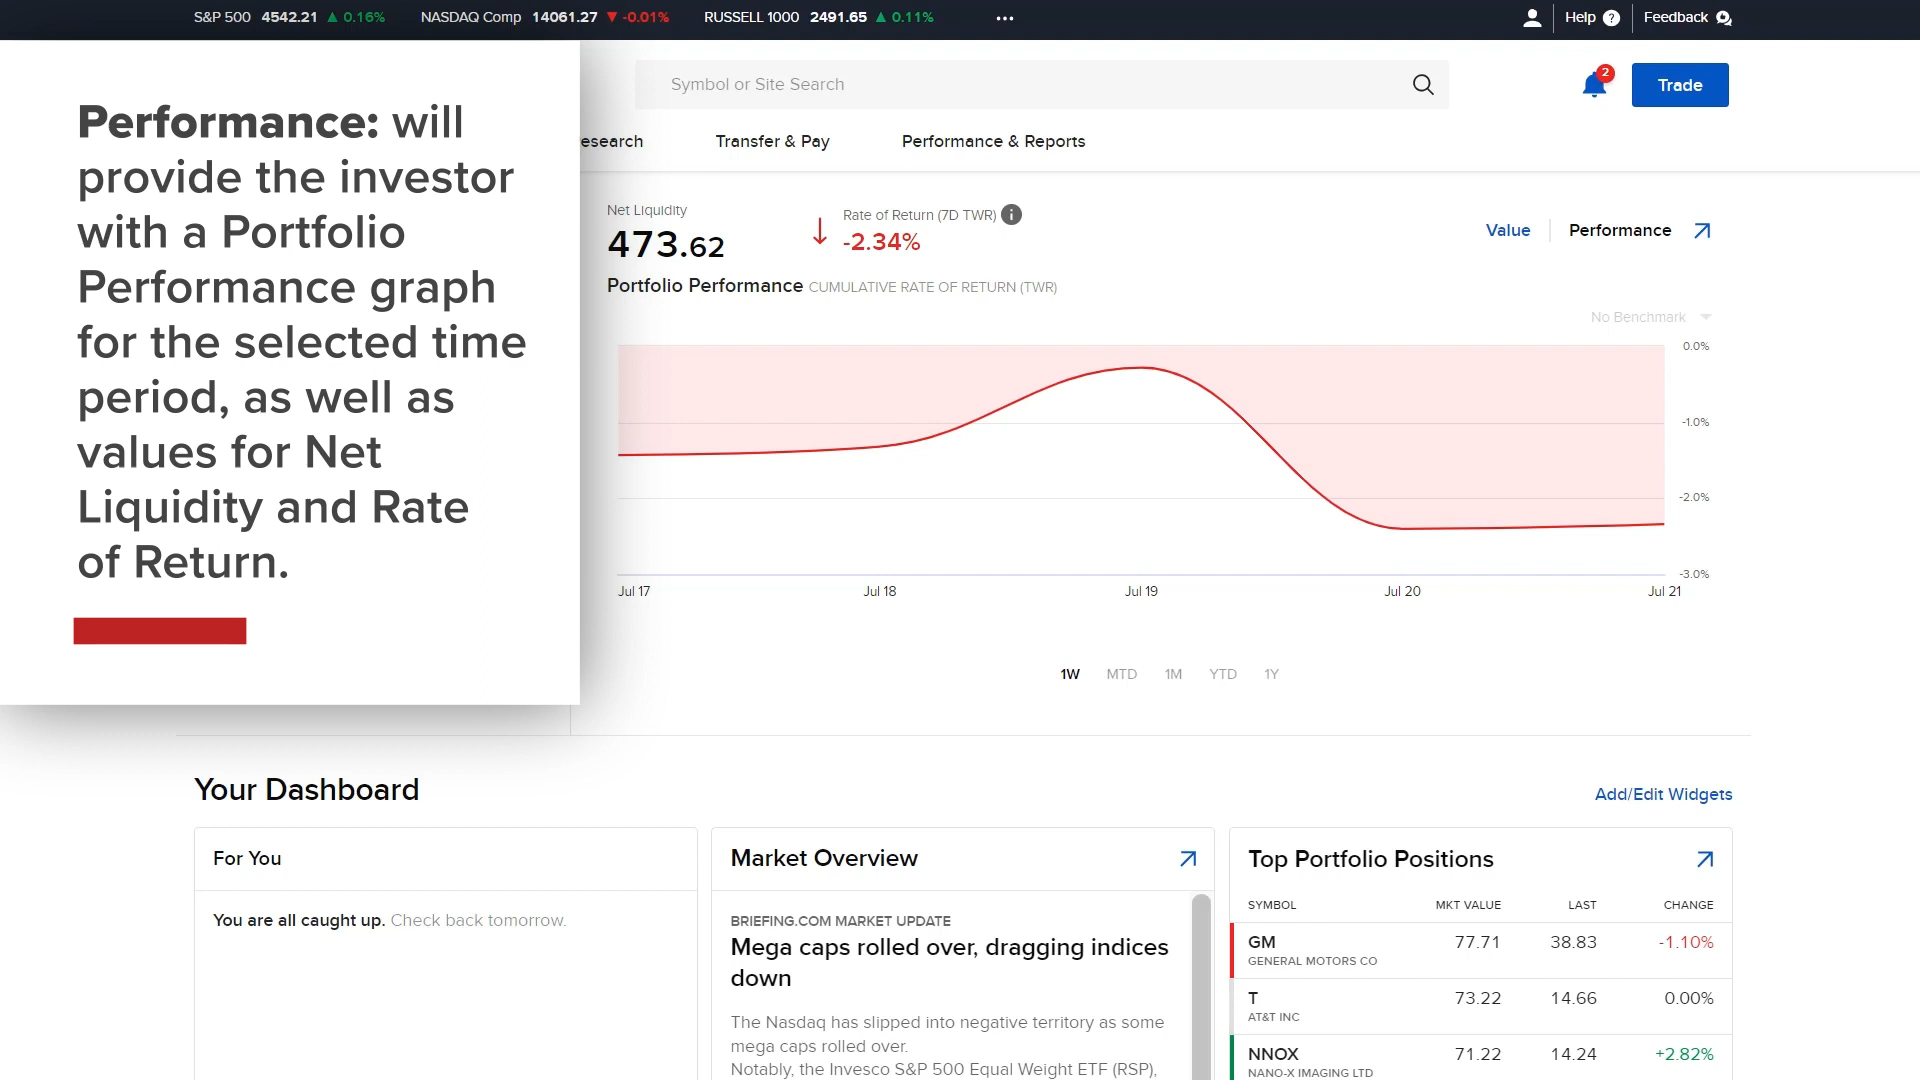 S&P 500 4542.21 ▲ 0.16% NASDAQ Comp 14061.27 ▼ -0.01% RUSSELL 1000 2491.65 ▲ 0.11% ••• Help ? Feedback
Performance: will
provide the investor
with a Portfolio
Performance graph
for the selected time
period, as well as
values for Net
Liquidity and Rate
of Return.
Symbol or Site Search
2
Trade
esearch Transfer & Pay Performance & Reports
Net Liquidity
473.62
Rate of Return (7D TWR) i
-2.34%
Value Performance
Portfolio Performance CUMULATIVE RATE OF RETURN (TWR)
No Benchmark
0.0%
-1.0%
-2.0%
-3.0%
Jul 17 Jul 18 Jul 19 Jul 20 Jul 21
1W MTD 1M YTD 1Y
Your Dashboard
Add/Edit Widgets
For You
You are all caught up. Check back tomorrow.
Market Overview
BRIEFING.COM MARKET UPDATE
Mega caps rolled over, dragging indices
down
The Nasdaq has slipped into negative territory as some
mega caps rolled over.
Notably, the Invesco S&P 500 Equal Weight ETF (RSP),
Top Portfolio Positions
SYMBOL MKT VALUE LAST CHANGE
GM 77.71 38.83 -1.10%
GENERAL MOTORS CO
T 73.22 14.66 0.00%
AT&T INC
NNOX 71.22 14.24 +2.82%
NANO-X IMAGING LTD